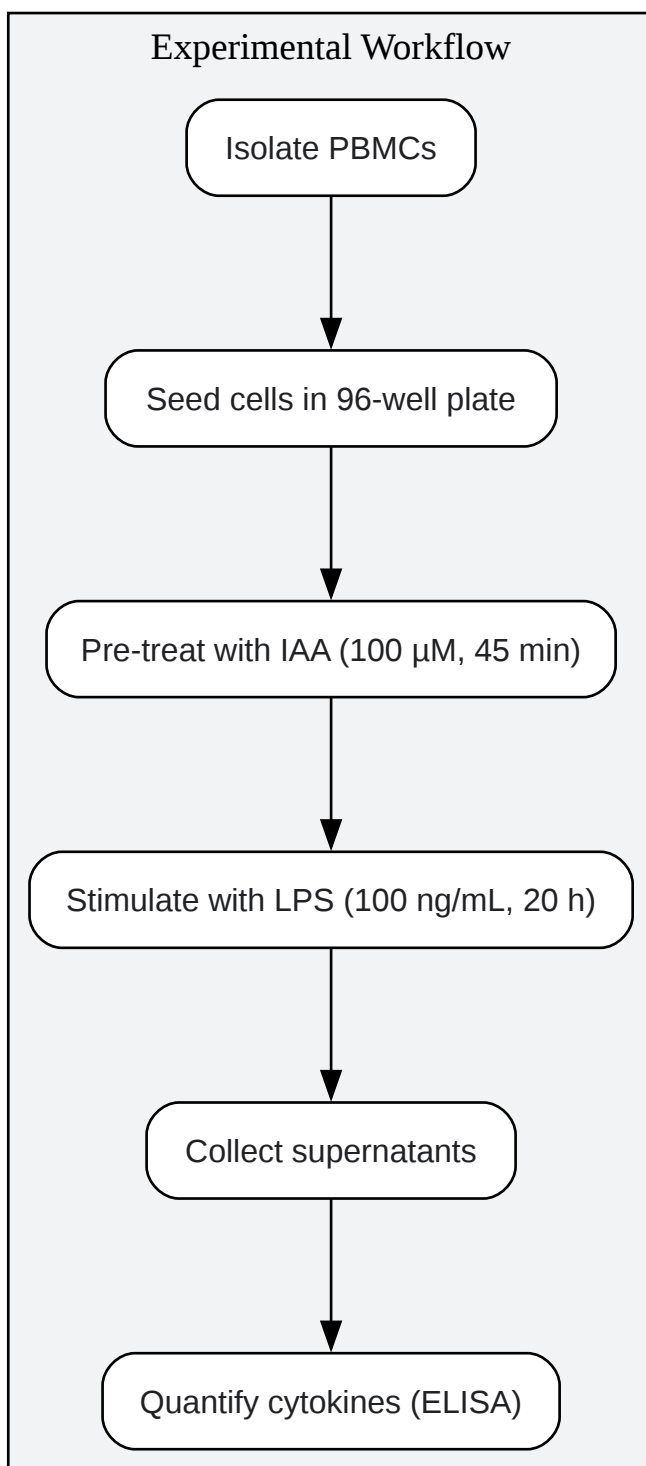 Experimental Workflow
Isolate PBMCs
Seed cells in 96-well plate
Pre-treat with IAA (100 µM, 45 min)
Stimulate with LPS (100 ng/mL, 20 h)
Collect supernatants
Quantify cytokines (ELISA)